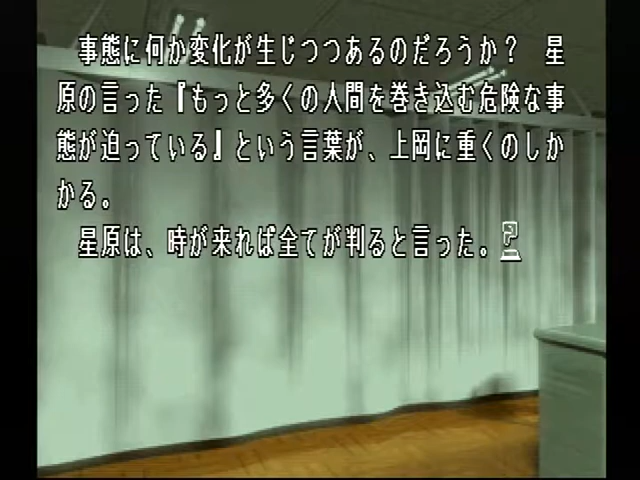 事態に何か変化が生じつつあるのだろうか？　星
原の言った『もっと多くの人間を巻き込む危険な事
態が迫っている』という言葉が、上岡に重くのしか
かる。
星原は、時が来れば全てが判ると言った。